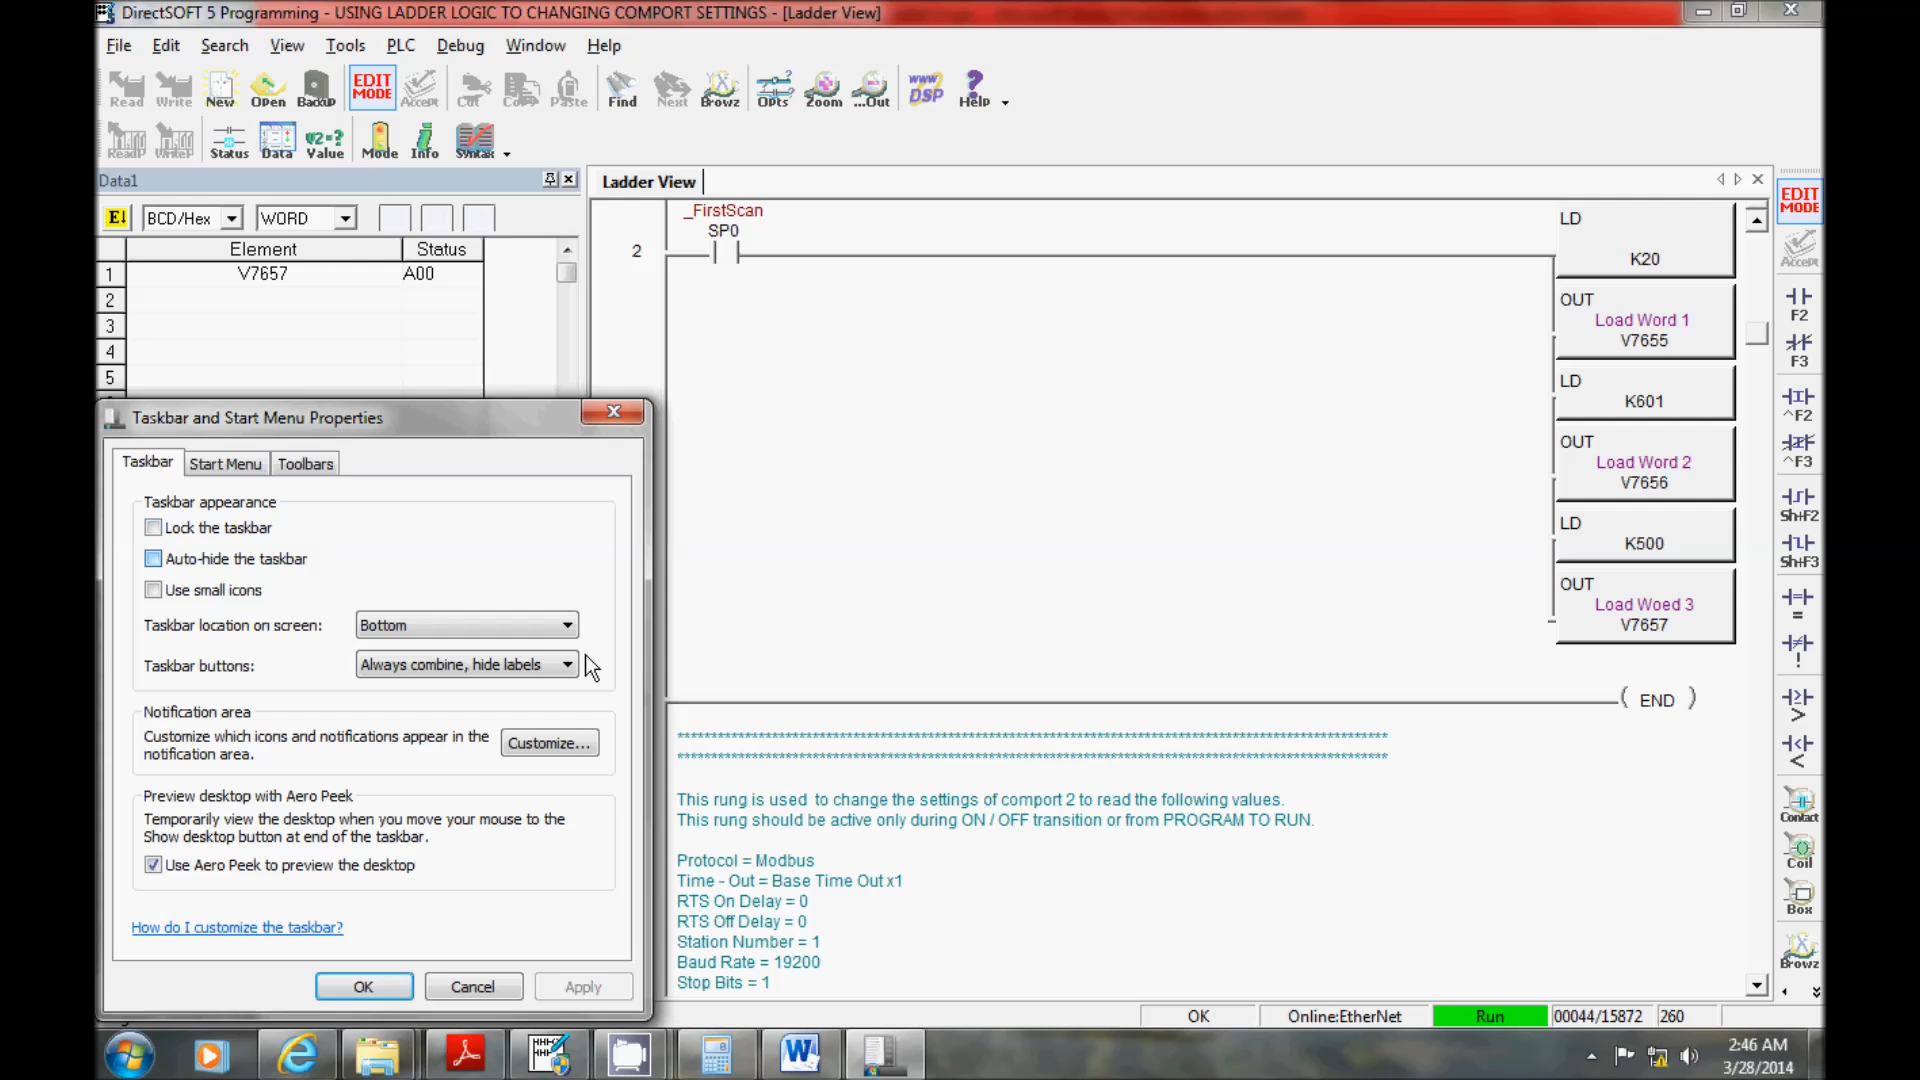 DirectSOFT 5 Programming - USING LADDER LOGIC TO CHANGING COMPORT SETTINGS - [Ladder View]
File Edit Search View Tools PLC Debug Window Help
Read Write New Open Backup EDIT MODE Accept Cut Copy Paste Find Next Browz Opts Zoom ...Out www DSP Help
ReadP WriteP Status Data Value Mode Info Syntax
Data1
BCD/Hex WORD
Element Status
1 V7657 A00
2
3
4
5
Ladder View
_FirstScan
SP0
2
LD
K20
OUT
Load Word 1
V7655
LD
K601
OUT
Load Word 2
V7656
LD
K500
OUT
Load Woed 3
V7657
( END )
********************************************************************************
********************************************************************************
This rung is used to change the settings of comport 2 to read the following values.
This rung should be active only during ON / OFF transition or from PROGRAM TO RUN.
Protocol = Modbus
Time - Out = Base Time Out x1
RTS On Delay = 0
RTS Off Delay = 0
Station Number = 1
Baud Rate = 19200
Stop Bits = 1
EDIT MODE
Accept
F2
F3
^F2
^F3
Sh+F2
Sh+F3
=
!
>
<
Contact
Coil
Box
Browz
Taskbar and Start Menu Properties
Taskbar Start Menu Toolbars
Taskbar appearance
Lock the taskbar
Auto-hide the taskbar
Use small icons
Taskbar location on screen: Bottom
Taskbar buttons: Always combine, hide labels
Notification area
Customize which icons and notifications appear in the
notification area.
Customize...
Preview desktop with Aero Peek
Temporarily view the desktop when you move your mouse to the
Show desktop button at end of the taskbar.
Use Aero Peek to preview the desktop
How do I customize the taskbar?
OK Cancel Apply
OK Online:EtherNet Run 00044/15872 260
2:46 AM
3/28/2014